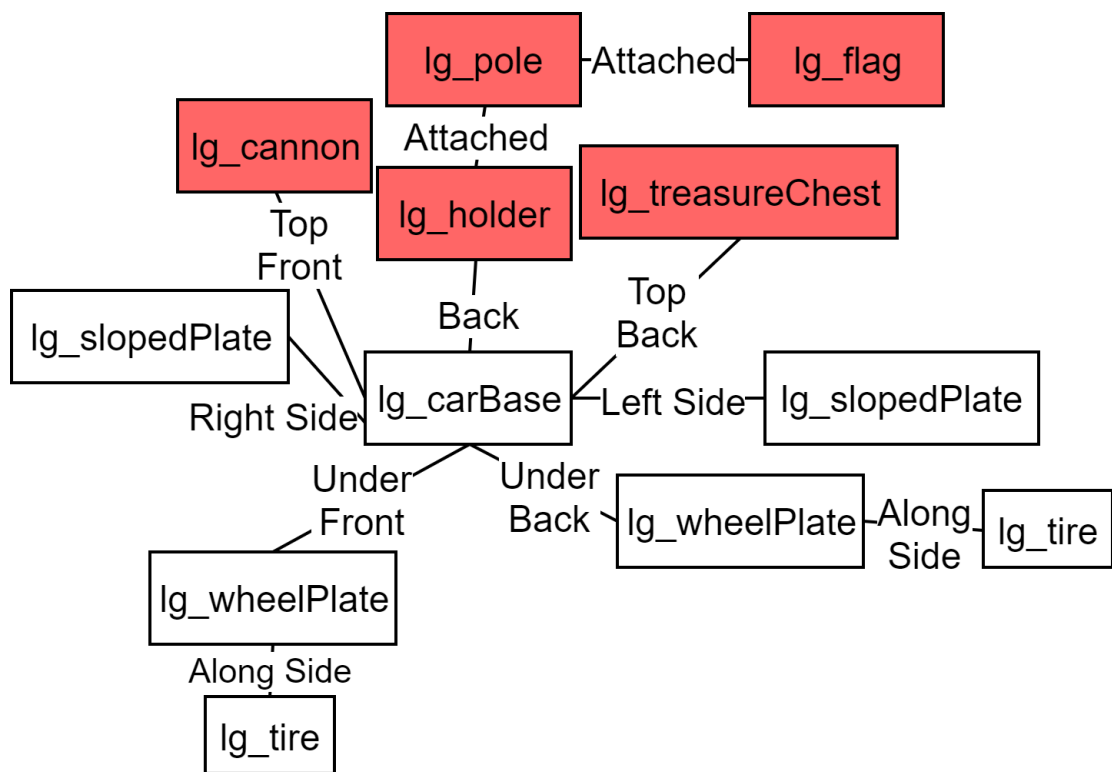 lg_pole
Attached
lg_flag
lg_cannon
Attached
lg_holder
lg_treasureChest
Top
Front
Back
Top
Back
lg_slopedPlate
Right Side
lg_carBase
Left Side
lg_slopedPlate
Under
Front
Under
Back
lg_wheelPlate
Along
Side
lg_tire
lg_wheelPlate
Along Side
lg_tire